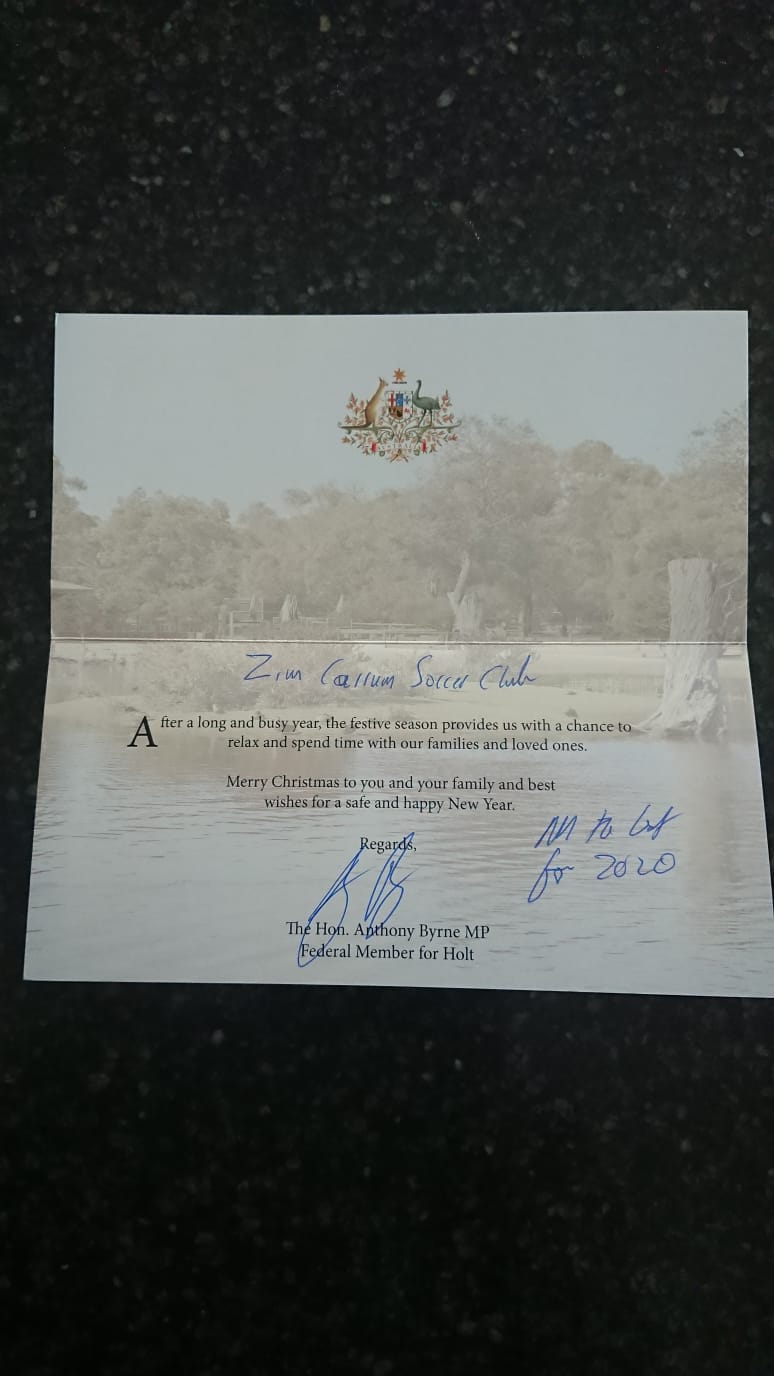 Zim Carrum Soccer Club
After a long and busy year, the festive season provides us with a chance to
relax and spend time with our families and loved ones.
Merry Christmas to you and your family and best
wishes for a safe and happy New Year.
Regards,
All the best
for 2020
The Hon. Anthony Byrne MP
Federal Member for Holt